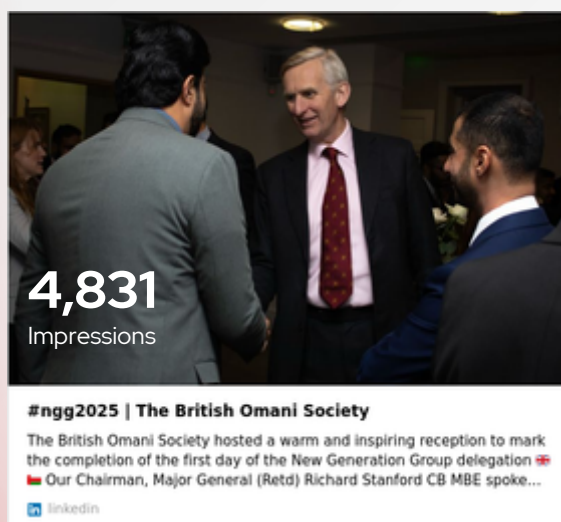 4,831
Impressions
#ngg2025 | The British Omani Society
The British Omani Society hosted a warm and inspiring reception to mark
the completion of the first day of the New Generation Group delegation 🇬🇧
🇴🇲 Our Chairman, Major General (Retd) Richard Stanford CB MBE spoke...
in linkedin